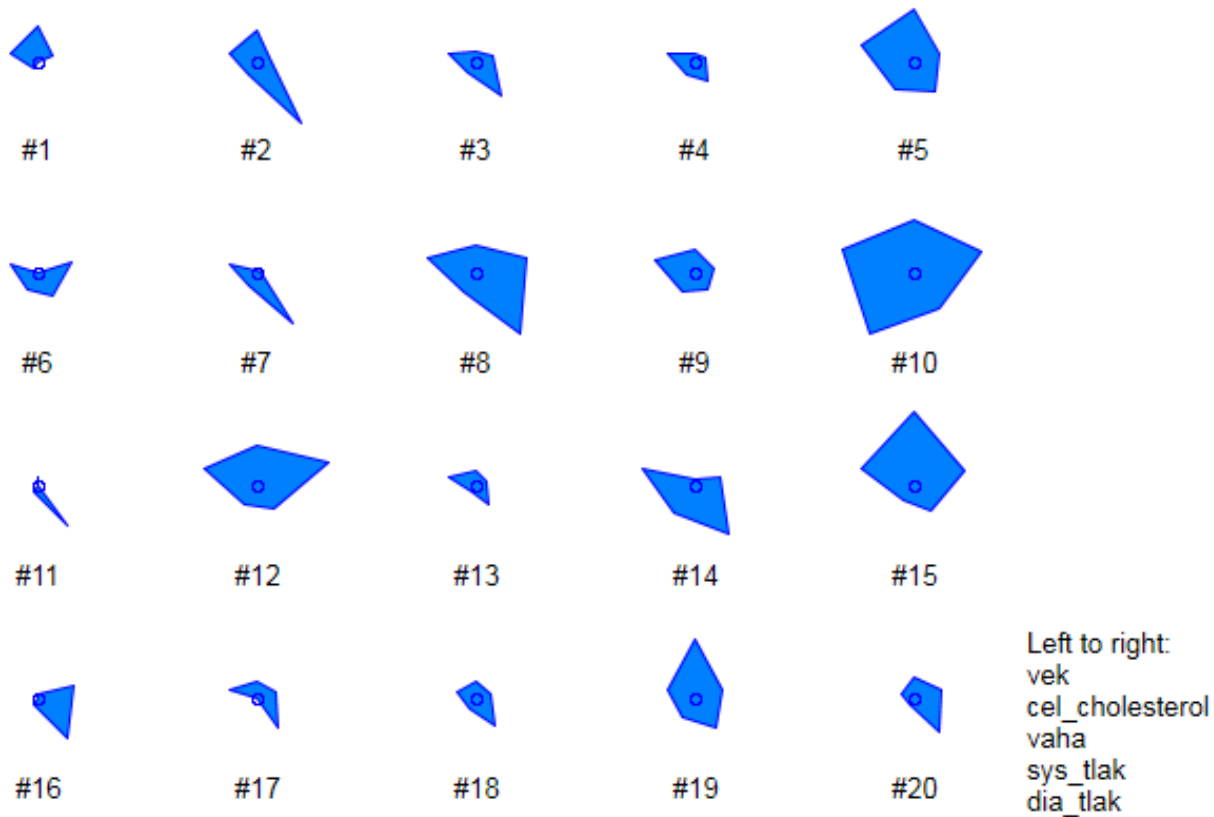 #1 #2 #3 #4 #5
#6 #7 #8 #9 #10
#11 #12 #13 #14 #15
#16 #17 #18 #19 #20
Left to right:
vek
cel_cholesterol
vaha
sys_tlak
dia_tlak